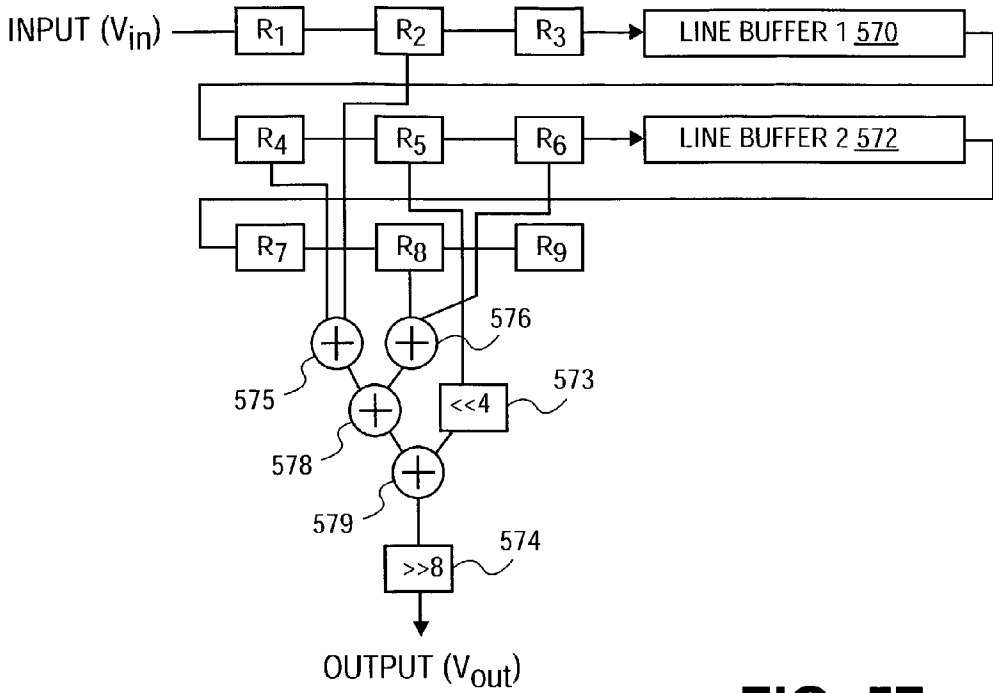 INPUT (Vin)
R1
R2
R3
LINE BUFFER 1 570
R4
R5
R6
LINE BUFFER 2 572
R7
R8
R9
576
575
<<4
573
578
579
>>8
574
OUTPUT (Vout)